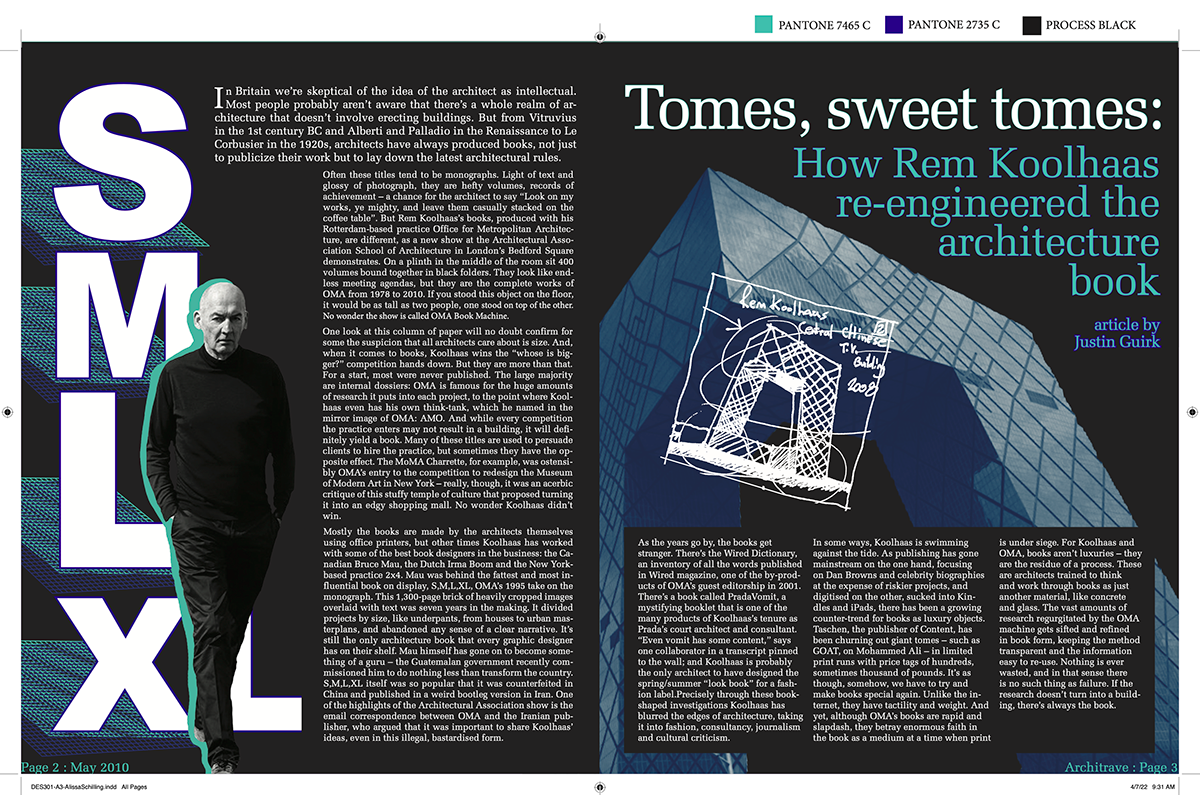 PANTONE 7465 C
PANTONE 2735 C
PROCESS BLACK
S
M
L
XL
In Britain we're skeptical of the idea of the architect as intellectual.
Most people probably aren't aware that there's a whole realm of ar-
chitecture that doesn't involve erecting buildings. But from Vitruvius
in the 1st century BC and Alberti and Palladio in the Renaissance to Le
Corbusier in the 1920s, architects have always produced books, not just
to publicize their work but to lay down the latest architectural rules.
Often these titles tend to be monographs. Light of text and
glossy of photograph, they are hefty volumes, records of
achievement – a chance for the architect to say “Look on my
works, ye mighty, and leave them casually stacked on the
coffee table”. But Rem Koolhaas's books, produced with his
Rotterdam-based practice Office for Metropolitan Architec-
ture, are different, as a new show at the Architectural Asso-
ciation School of Architecture in London's Bedford Square
demonstrates. On a plinth in the middle of the room sit 400
volumes bound together in black folders. They look like end-
less meeting agendas, but they are the complete works of
OMA from 1978 to 2010. If you stood this object on the floor,
it would be as tall as two people, one stood on top of the other.
No wonder the show is called OMA Book Machine.
One look at this column of paper will no doubt confirm for
some the suspicion that all architects care about is size. And,
when it comes to books, Koolhaas wins the “whose is big-
ger?” competition hands down. But they are more than that.
For a start, most were never published. The large majority
are internal dossiers: OMA is famous for the huge amounts
of research it puts into each project, to the point where Kool-
haas even has his own think-tank, which he named in the
mirror image of OMA: AMO. And while every competition
the practice enters may not result in a building, it will defi-
nitely yield a book. Many of these titles are used to persuade
clients to hire the practice, but sometimes they have the op-
posite effect. The MoMA Charrette, for example, was ostensi-
bly OMA's entry to the competition to redesign the Museum
of Modern Art in New York – really, though, it was an acerbic
critique of this stuffy temple of culture that proposed turning
it into an edgy shopping mall. No wonder Koolhaas didn't
win.
Mostly the books are made by the architects themselves
using office printers, but other times Koolhaas has worked
with some of the best book designers in the business: the Ca-
nadian Bruce Mau, the Dutch Irma Boom and the New York-
based practice 2x4. Mau was behind the fattest and most in-
fluential book on display, S,M,L,XL, OMA's 1995 take on the
monograph. This 1,300-page brick of heavily cropped images
overlaid with text was seven years in the making. It divided
projects by size, like underpants, from houses to urban mas-
terplans, and abandoned any sense of a clear narrative. It's
still the only architecture book that every graphic designer
has on their shelf. Mau himself has gone on to become some-
thing of a guru – the Guatemalan government recently com-
missioned him to do nothing less than transform the country.
S,M,L,XL itself was so popular that it was counterfeited in
China and published in a weird bootleg version in Iran. One
of the highlights of the Architectural Association show is the
email correspondence between OMA and the Iranian pub-
lisher, who argued that it was important to share Koolhaas'
ideas, even in this illegal, bastardised form.
Page 2 : May 2010
Tomes, sweet tomes:
How Rem Koolhaas
re-engineered the
architecture
book
article by
Justin Guirk
Rem Koolhaas
Central Chinese
T.V.
Building
2008
As the years go by, the books get
stranger. There's the Wired Dictionary,
an inventory of all the words published
in Wired magazine, one of the by-prod-
ucts of OMA's guest editorship in 2001.
There's a book called PradaVomit, a
mystifying booklet that is one of the
many products of Koolhaas's tenure as
Prada's court architect and consultant.
“Even vomit has some content,” says
one collaborator in a transcript pinned
to the wall; and Koolhaas is probably
the only architect to have designed the
spring/summer “look book” for a fash-
ion label.Precisely through these book-
shaped investigations Koolhaas has
blurred the edges of architecture, taking
it into fashion, consultancy, journalism
and cultural criticism.
In some ways, Koolhaas is swimming
against the tide. As publishing has gone
mainstream on the one hand, focusing
on Dan Browns and celebrity biographies
at the expense of riskier projects, and
digitised on the other, sucked into Kin-
dles and iPads, there has been a growing
counter-trend for books as luxury objects.
Taschen, the publisher of Content, has
been churning out giant tomes – such as
GOAT, on Mohammed Ali – in limited
print runs with price tags of hundreds,
sometimes thousand of pounds. It's as
though, somehow, we have to try and
make books special again. Unlike the in-
ternet, they have tactility and weight. And
yet, although OMA's books are rapid and
slapdash, they betray enormous faith in
the book as a medium at a time when print
is under siege. For Koolhaas and
OMA, books aren't luxuries – they
are the residue of a process. These
are architects trained to think
and work through books as just
another material, like concrete
and glass. The vast amounts of
research regurgitated by the OMA
machine gets sifted and refined
in book form, keeping the method
transparent and the information
easy to re-use. Nothing is ever
wasted, and in that sense there
is no such thing as failure. If the
research doesn't turn into a build-
ing, there's always the book.
Architrave : Page 3
DES301-A3-AlissaSchilling.indd All Pages
4/7/22 9:31 AM